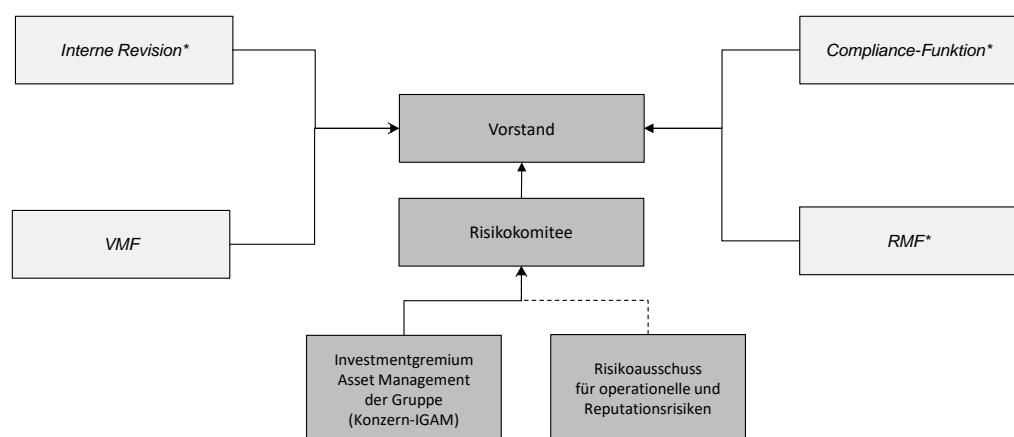 Interne Revision*
Compliance-Funktion*
Vorstand
VMF
Risikokomitee
RMF*
Investmentgremium
Asset Management
der Gruppe
(Konzern-IGAM)
Risikoausschuss
für operationelle und
Reputationsrisiken